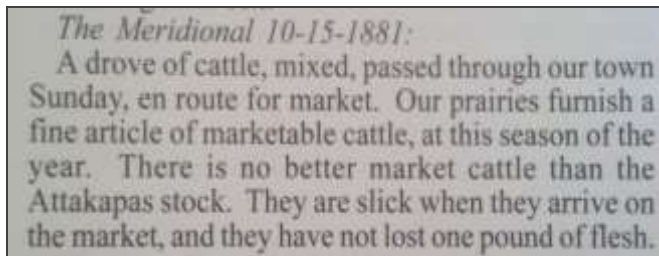 The Meridional 10-15-1881:
A drove of cattle, mixed, passed through our town
Sunday, en route for market. Our prairies furnish a
fine article of marketable cattle, at this season of the
year. There is no better market cattle than the
Attakapas stock. They are slick when they arrive on
the market, and they have not lost one pound of flesh.